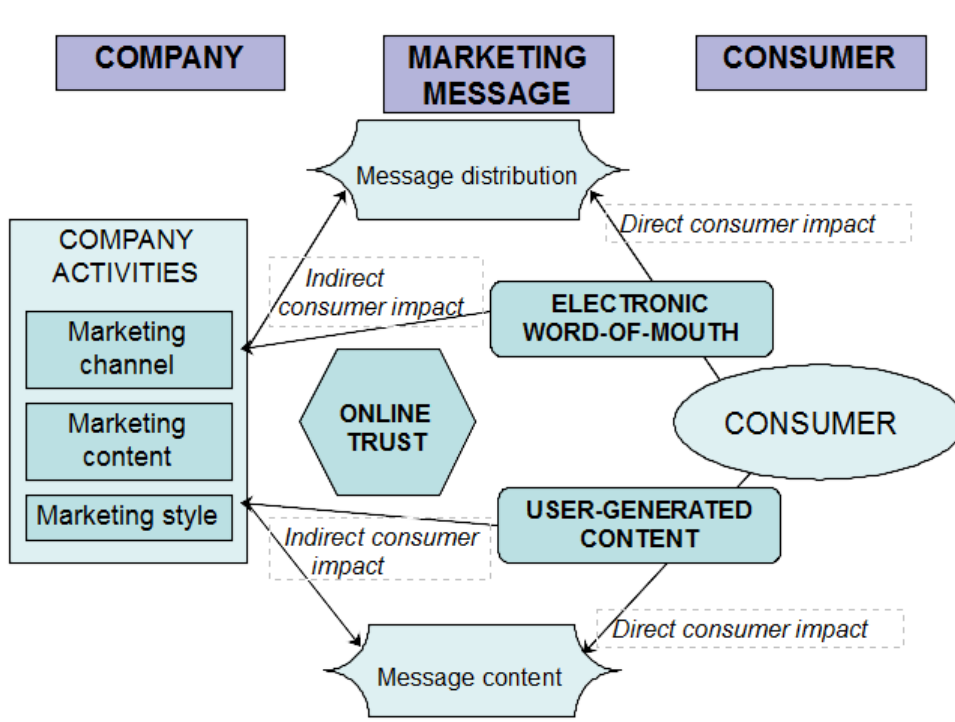 COMPANY
MARKETING
MESSAGE
CONSUMER
Message distribution
Direct consumer impact
COMPANY
ACTIVITIES
Indirect
consumer impact
ELECTRONIC
WORD-OF-MOUTH
Marketing
channel
ONLINE
TRUST
CONSUMER
Marketing
content
Marketing style
USER-GENERATED
CONTENT
Indirect consumer
impact
Direct consumer impact
Message content